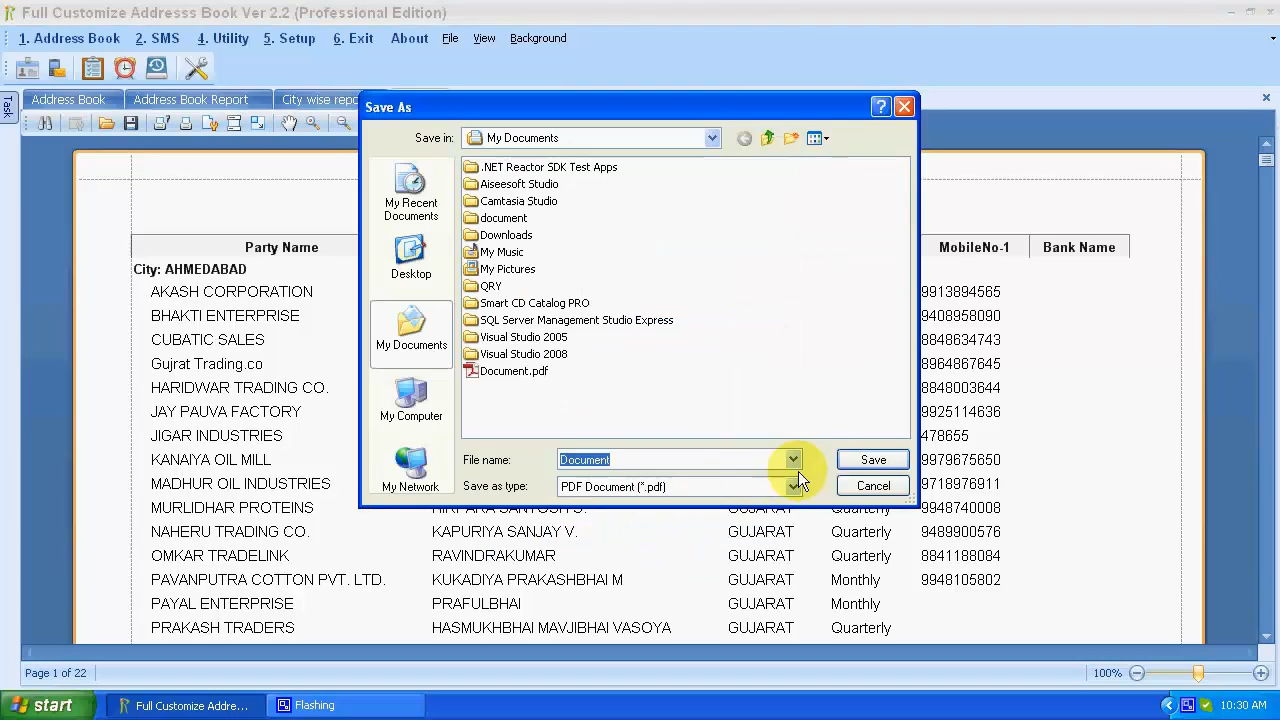 Full Customize Addresss Book Ver 2.2 (Professional Edition)
1. Address Book 2. SMS 4. Utility 5. Setup 6. Exit About File View Background
Task
Address Book Address Book Report City wise repo
Save As
Save in: My Documents
My Recent Documents
Desktop
My Documents
My Computer
My Network
.NET Reactor SDK Test Apps
Aiseesoft Studio
Camtasia Studio
document
Downloads
My Music
My Pictures
QRY
Smart CD Catalog PRO
SQL Server Management Studio Express
Visual Studio 2005
Visual Studio 2008
Document.pdf
File name: Document Save
Save as type: PDF Document (*.pdf) Cancel
Party Name MobileNo-1 Bank Name
City: AHMEDABAD
AKASH CORPORATION 9913894565
BHAKTI ENTERPRISE 9408958090
CUBATIC SALES 8848634743
Gujrat Trading.co 8964867645
HARIDWAR TRADING CO. 8848003644
JAY PAUVA FACTORY 9925114636
JIGAR INDUSTRIES 478655
KANAIYA OIL MILL 9979675650
MADHUR OIL INDUSTRIES 9898309115
MURLIDHAR PROTEINS HIRPARA SANTOSH S. GUJARAT Quarterly 9948740008
NAHERU TRADING CO. KAPURIYA SANJAY V. GUJARAT Quarterly 9489900576
OMKAR TRADELINK RAVINDRAKUMAR GUJARAT Quarterly 8841188084
PAVANPUTRA COTTON PVT. LTD. KUKADIYA PRAKASHBHAI M GUJARAT Monthly 9948105802
PAYAL ENTERPRISE PRAFULBHAI GUJARAT Monthly
PRAKASH TRADERS HASMUKHBHAI MAVJIBHAI VASOYA GUJARAT Quarterly
Page 1 of 22 100%
start Full Customize Addre... Flashing 10:30 AM